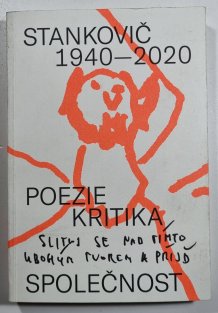 STANKOVIČ
1940—2020
POEZIE
KRITIKA
SLITUJ SE NAD TÍMTO
UBOHÝM TVOREM A PŘIJĎ
SPOLEČNOST